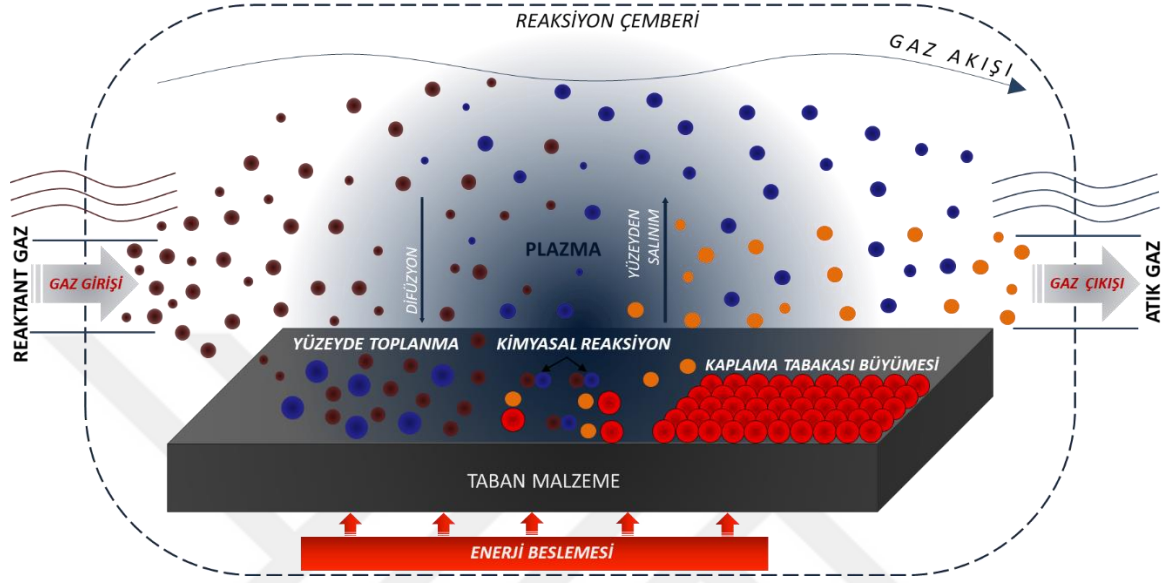 REAKSİYON ÇEMBERİ
GAZ AKIŞI
REAKTANT GAZ
GAZ GİRİŞİ
DİFÜZYON
PLAZMA
YÜZEYDEN
SALINIM
GAZ ÇIKIŞI
ATIK GAZ
YÜZEYDE TOPLANMA
KİMYASAL REAKSİYON
KAPLAMA TABAKASI BÜYÜMESİ
TABAN MALZEME
ENERJİ BESLEMESİ